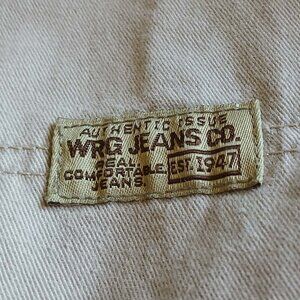 AUTHENTIC ISSUE
WRG JEANS CO.
REAL.
COMFORTABLE.
JEANS.
EST. 1947